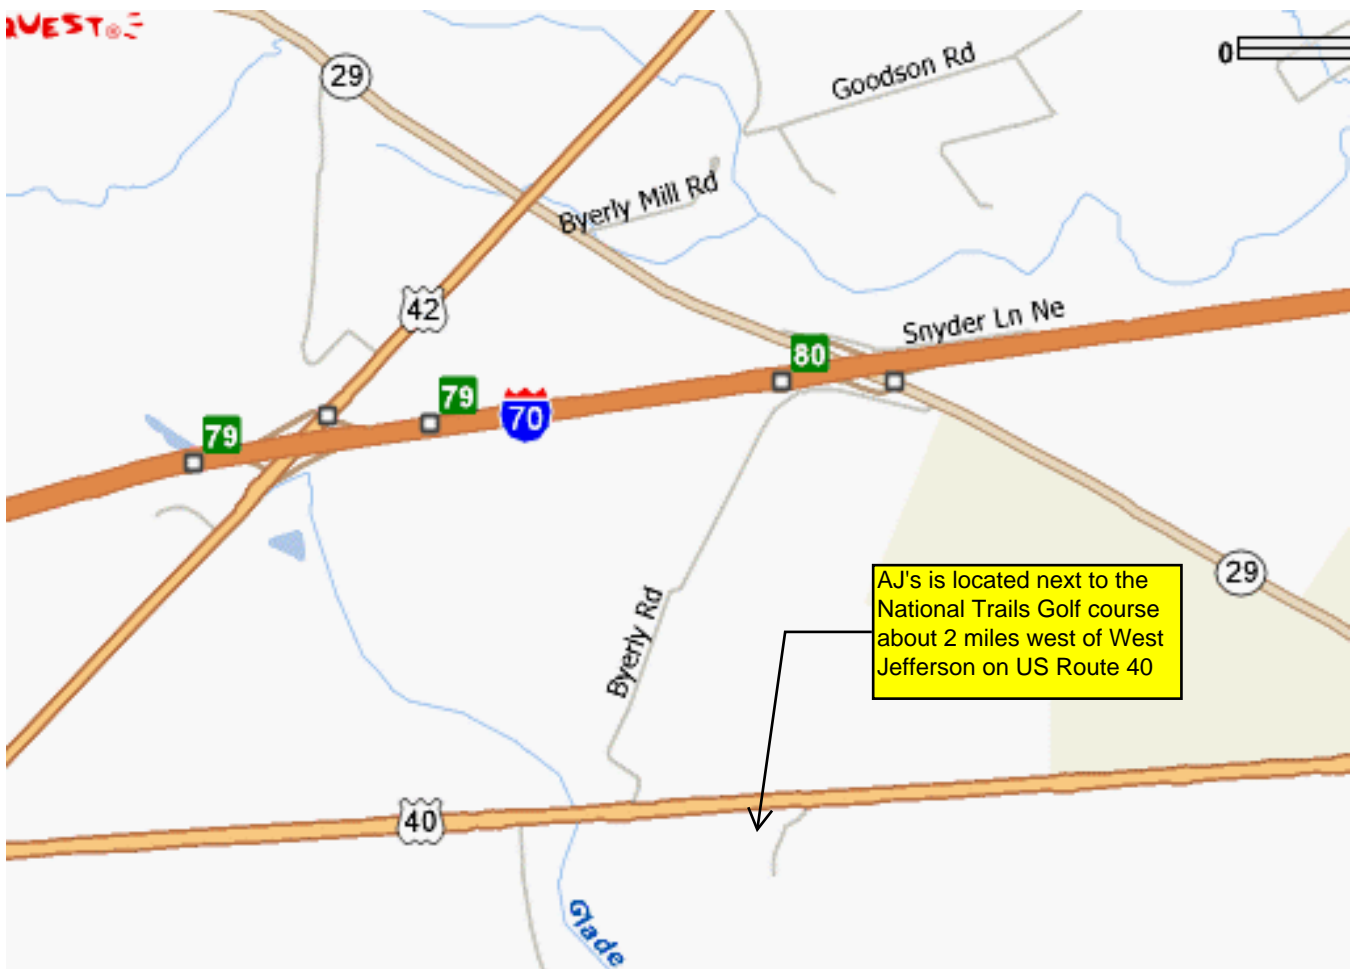 QUEST®
0
29
Goodson Rd
Byerly Mill Rd
42
Snyder Ln Ne
80
79
70
79
29
AJ's is located next to the
National Trails Golf course
about 2 miles west of West
Jefferson on US Route 40
Byerly Rd
40
Glade